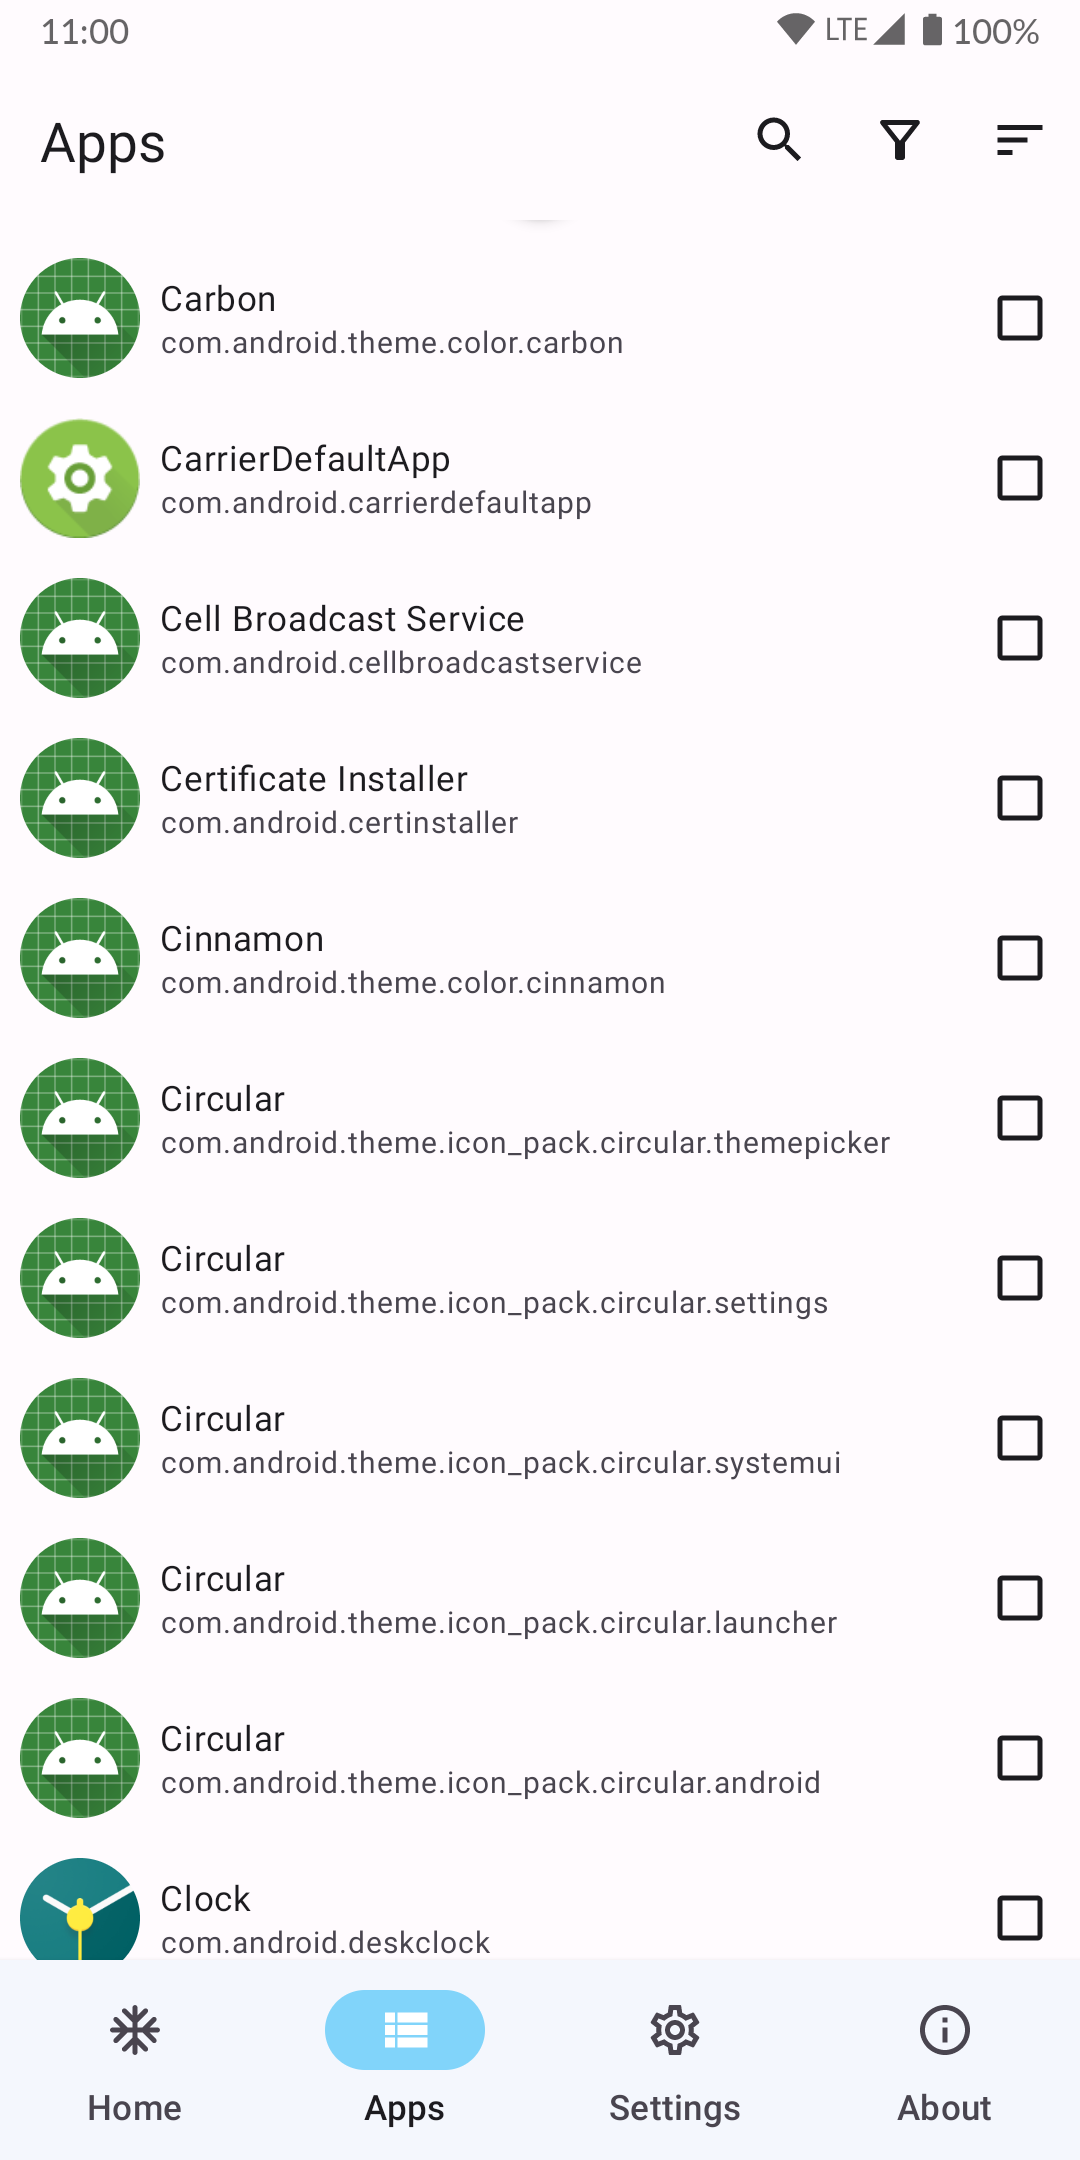 11:00
LTE 100%
Apps
Carbon
com.android.theme.color.carbon
CarrierDefaultApp
com.android.carrierdefaultapp
Cell Broadcast Service
com.android.cellbroadcastservice
Certificate Installer
com.android.certinstaller
Cinnamon
com.android.theme.color.cinnamon
Circular
com.android.theme.icon_pack.circular.themepicker
Circular
com.android.theme.icon_pack.circular.settings
Circular
com.android.theme.icon_pack.circular.systemui
Circular
com.android.theme.icon_pack.circular.launcher
Circular
com.android.theme.icon_pack.circular.android
Clock
com.android.deskclock
Home
Apps
Settings
About